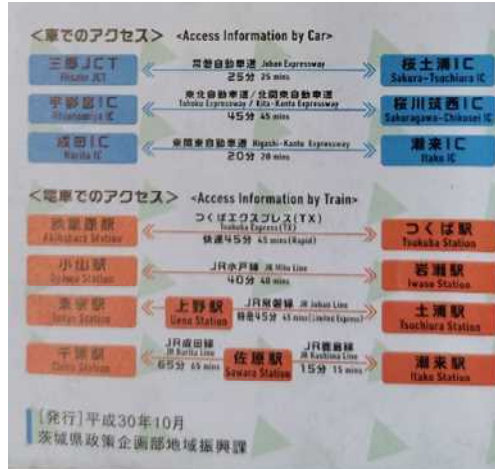 ＜車でのアクセス＞ <Access Information by Car>
三郷JCT 常磐自動車道 Joban Expressway 桜土浦IC
Misato JCT 25分 25 mins Sakura-Tsuchiura IC
宇都宮IC 東北自動車道/北関東自動車道 桜川筑西IC
Utsunomiya IC Tohoku Expressway / Kita-Kanto Expressway Sakuragawa-Chikusei IC
45分 45 mins
成田IC 東関東自動車道 Higashi-Kanto Expressway 潮来IC
Narita IC 20分 20 mins Itako IC
＜電車でのアクセス＞ <Access Information by Train>
秋葉原駅 つくばエクスプレス(TX) つくば駅
Akihabara Station Tsukuba Express(TX) Tsukuba Station
快速45分 45 mins(Rapid)
小山駅 JR水戸線 JR Mito Line 岩瀬駅
Oyama Station 40分 40 mins Iwase Station
東京駅 上野駅 JR常磐線 JR Joban Line 土浦駅
Tokyo Station Ueno Station 特急45分 45 mins(Limited Express) Tsuchiura Station
千葉駅 JR成田線 佐原駅 JR鹿島線 潮来駅
Chiba Station JR Narita Line Sawara Station JR Kashima Line Itako Station
65分 65 mins 15分 15 mins
[発行]平成30年10月
茨城県政策企画部地域振興課